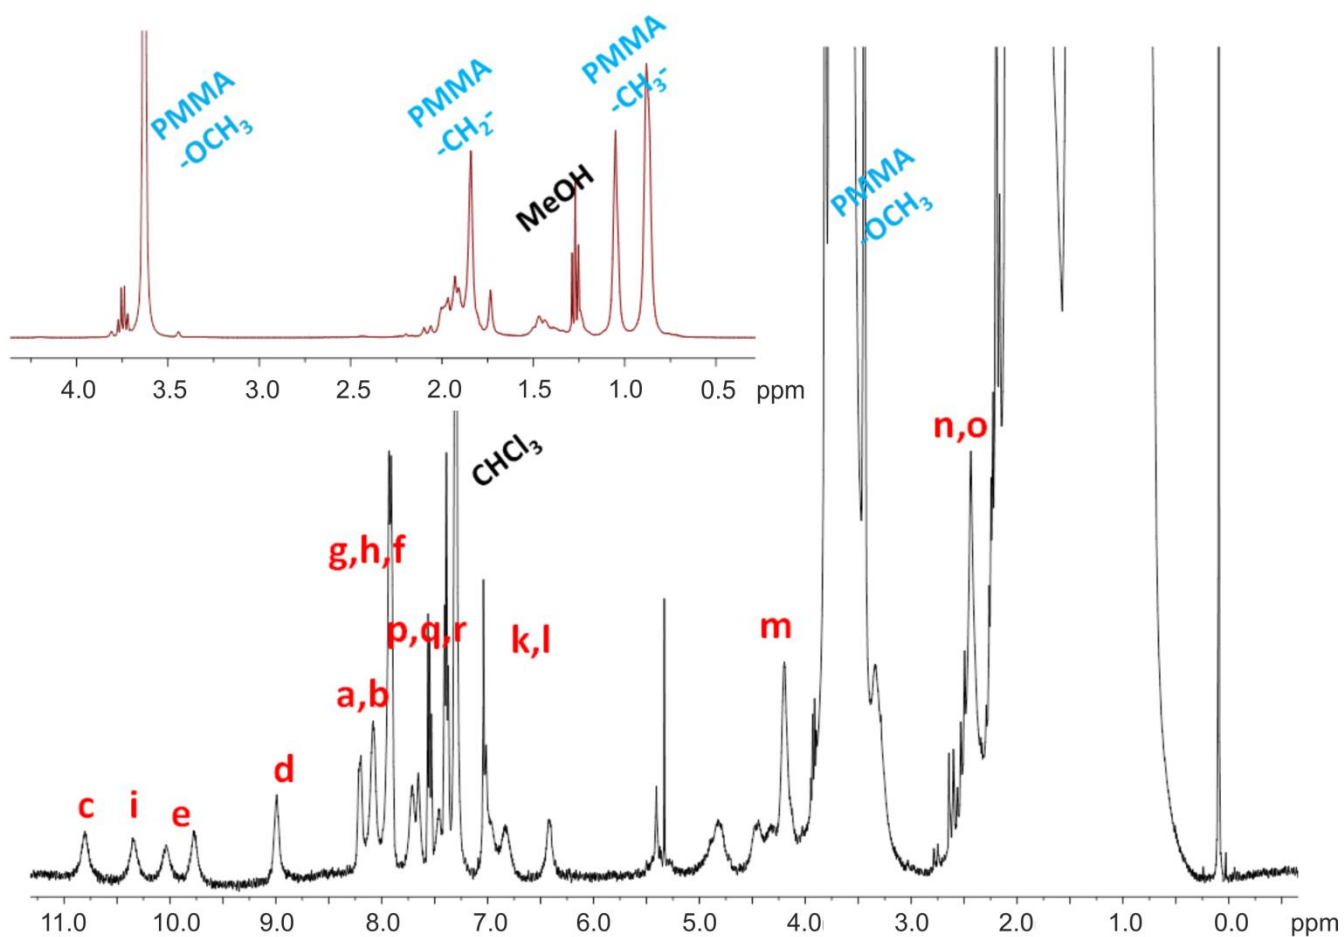 PMMA
-OCH₃
PMMA
-CH₂-
MeOH
PMMA
-CH₃-
4.0 3.5 3.0 2.5 2.0 1.5 1.0 0.5 ppm
PMMA
-OCH₃
n,o
CHCl₃
g,h,f
p,q,r
k,l
m
a,b
d
c i e
11.0 10.0 9.0 8.0 7.0 6.0 5.0 4.0 3.0 2.0 1.0 0.0 ppm